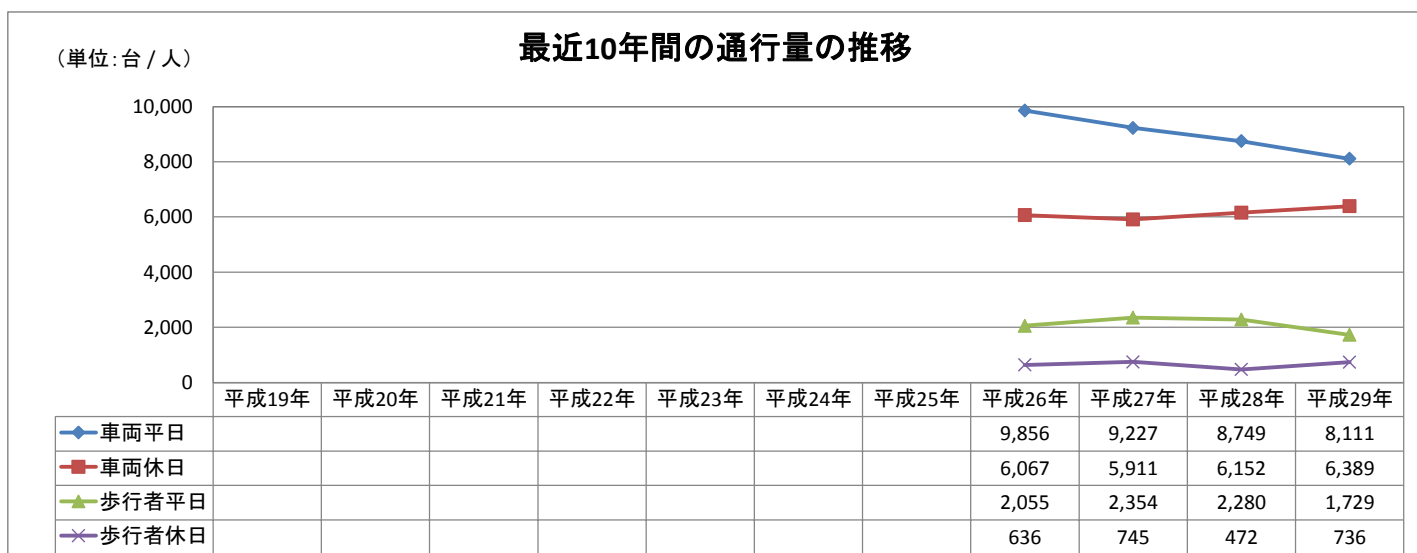 最近10年間の通行量の推移
（単位：台 / 人）
10,000
8,000
6,000
4,000
2,000
0
平成19年 平成20年 平成21年 平成22年 平成23年 平成24年 平成25年 平成26年 平成27年 平成28年 平成29年
車両平日 9,856 9,227 8,749 8,111
車両休日 6,067 5,911 6,152 6,389
歩行者平日 2,055 2,354 2,280 1,729
歩行者休日 636 745 472 736